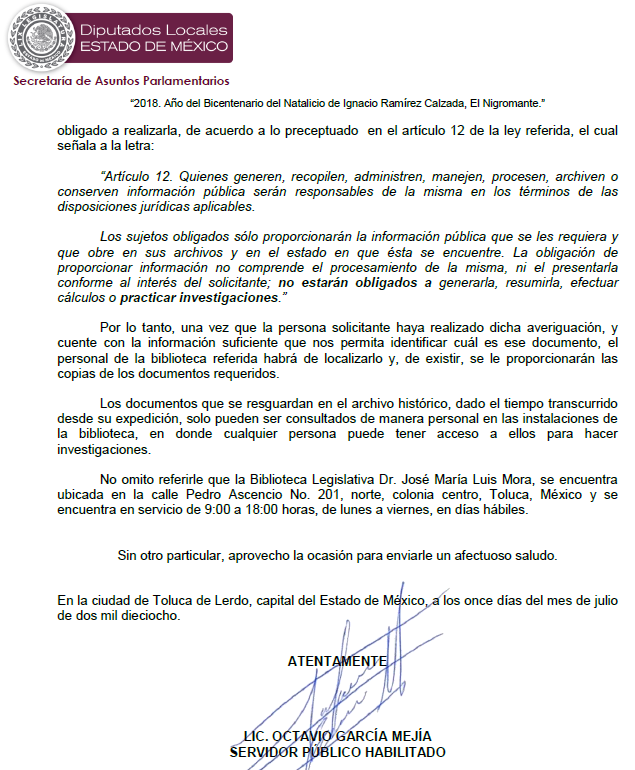 Diputados Locales
ESTADO DE MÉXICO
Secretaría de Asuntos Parlamentarios
“2018. Año del Bicentenario del Natalicio de Ignacio Ramírez Calzada, El Nigromante.”
obligado a realizarla, de acuerdo a lo preceptuado en el artículo 12 de la ley referida, el cual
señala a la letra:
“Artículo 12. Quienes generen, recopilen, administren, manejen, procesen, archiven o
conserven información pública serán responsables de la misma en los términos de las
disposiciones jurídicas aplicables.
Los sujetos obligados sólo proporcionarán la información pública que se les requiera y
que obre en sus archivos y en el estado en que ésta se encuentre. La obligación de
proporcionar información no comprende el procesamiento de la misma, ni el presentarla
conforme al interés del solicitante; no estarán obligados a generarla, resumirla, efectuar
cálculos o practicar investigaciones.”
Por lo tanto, una vez que la persona solicitante haya realizado dicha averiguación, y
cuente con la información suficiente que nos permita identificar cuál es ese documento, el
personal de la biblioteca referida habrá de localizarlo y, de existir, se le proporcionarán las
copias de los documentos requeridos.
Los documentos que se resguardan en el archivo histórico, dado el tiempo transcurrido
desde su expedición, solo pueden ser consultados de manera personal en las instalaciones de
la biblioteca, en donde cualquier persona puede tener acceso a ellos para hacer
investigaciones.
No omito referirle que la Biblioteca Legislativa Dr. José María Luis Mora, se encuentra
ubicada en la calle Pedro Ascencio No. 201, norte, colonia centro, Toluca, México y se
encuentra en servicio de 9:00 a 18:00 horas, de lunes a viernes, en días hábiles.
Sin otro particular, aprovecho la ocasión para enviarle un afectuoso saludo.
En la ciudad de Toluca de Lerdo, capital del Estado de México, a los once días del mes de julio
de dos mil dieciocho.
ATENTAMENTE
LIC. OCTAVIO GARCÍA MEJÍA
SERVIDOR PÚBLICO HABILITADO